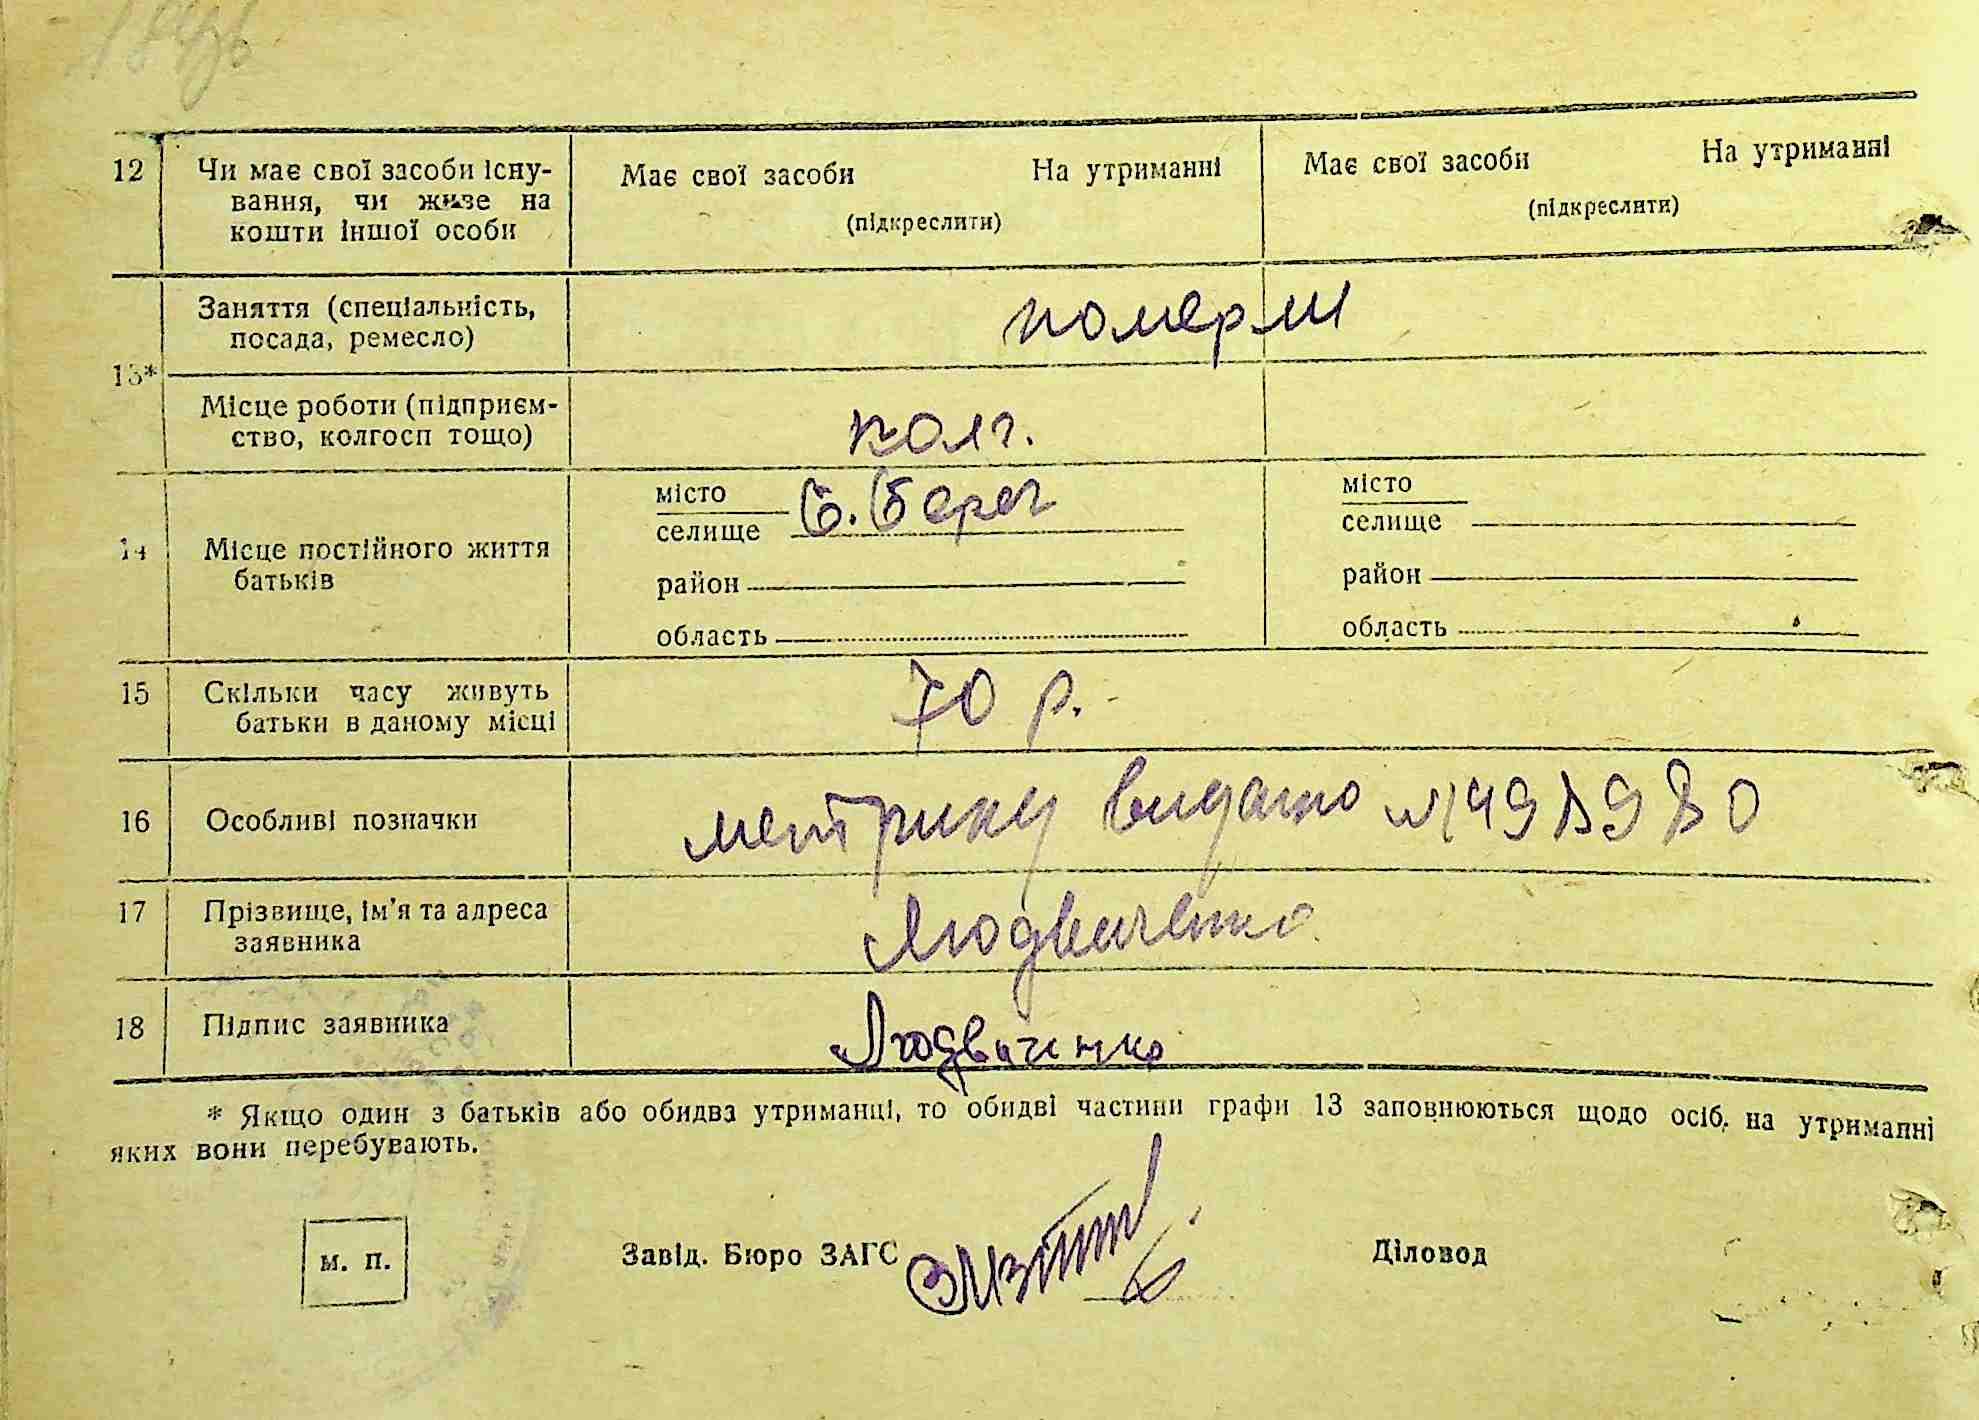 12 Чи має свої засоби існу- Має свої засоби На утриманні Має свої засоби На утриманні
вання, чи живе на (підкреслити) (підкреслити)
кошти іншої особи
Заняття (спеціальність, померли
посада, ремесло)
13*
Місце роботи (підприєм- колг.
ство, колгосп тощо)
місто місто
селище Берег селище
14 Місце постійного життя район район
батьків
область область
15 Скільки часу живуть 70 р.
батьки в даному місці
16 Особливі позначки метрику видано
17 Прізвище, ім'я та адреса Людвиченко
заявника
18 Підпис заявника Людвиченко
* Якщо один з батьків або обидва утриманці, то обидві частини графи 13 заповнюються щодо осіб, на утриманні
яких вони перебувають.
м. п. Завід. Бюро ЗАГС Діловод